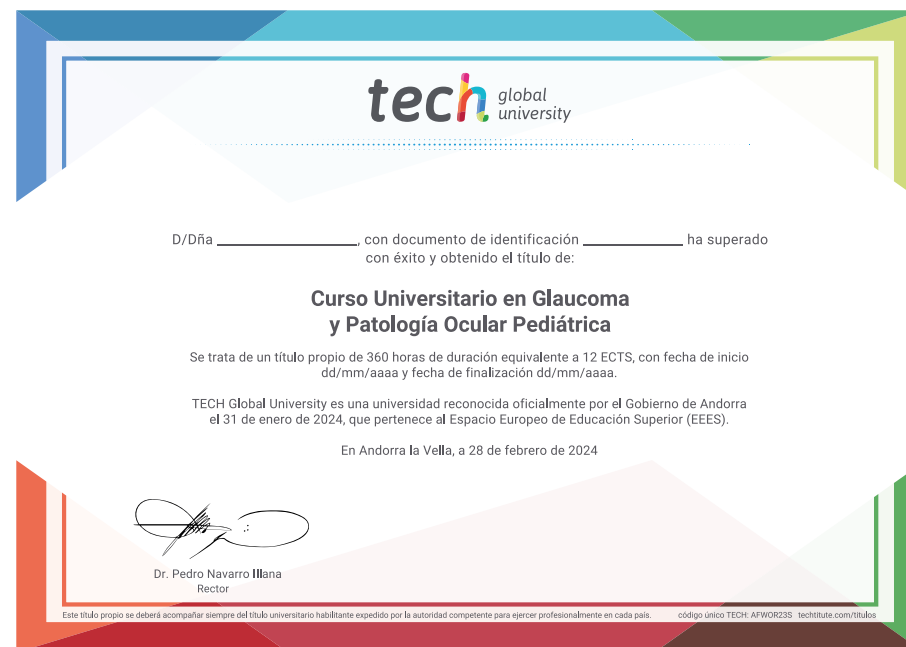 tech global
university
D/Dña ____________________, con documento de identificación ______________ ha superado
con éxito y obtenido el título de:
Curso Universitario en Glaucoma
y Patología Ocular Pediátrica
Se trata de un título propio de 360 horas de duración equivalente a 12 ECTS, con fecha de inicio
dd/mm/aaaa y fecha de finalización dd/mm/aaaa.
TECH Global University es una universidad reconocida oficialmente por el Gobierno de Andorra
el 31 de enero de 2024, que pertenece al Espacio Europeo de Educación Superior (EEES).
En Andorra la Vella, a 28 de febrero de 2024
Dr. Pedro Navarro Illana
Rector
Este título propio se deberá acompañar siempre del título universitario habilitante expedido por la autoridad competente para ejercer profesionalmente en cada país. código único TECH: AFWOR23S techtitute.com/titulos